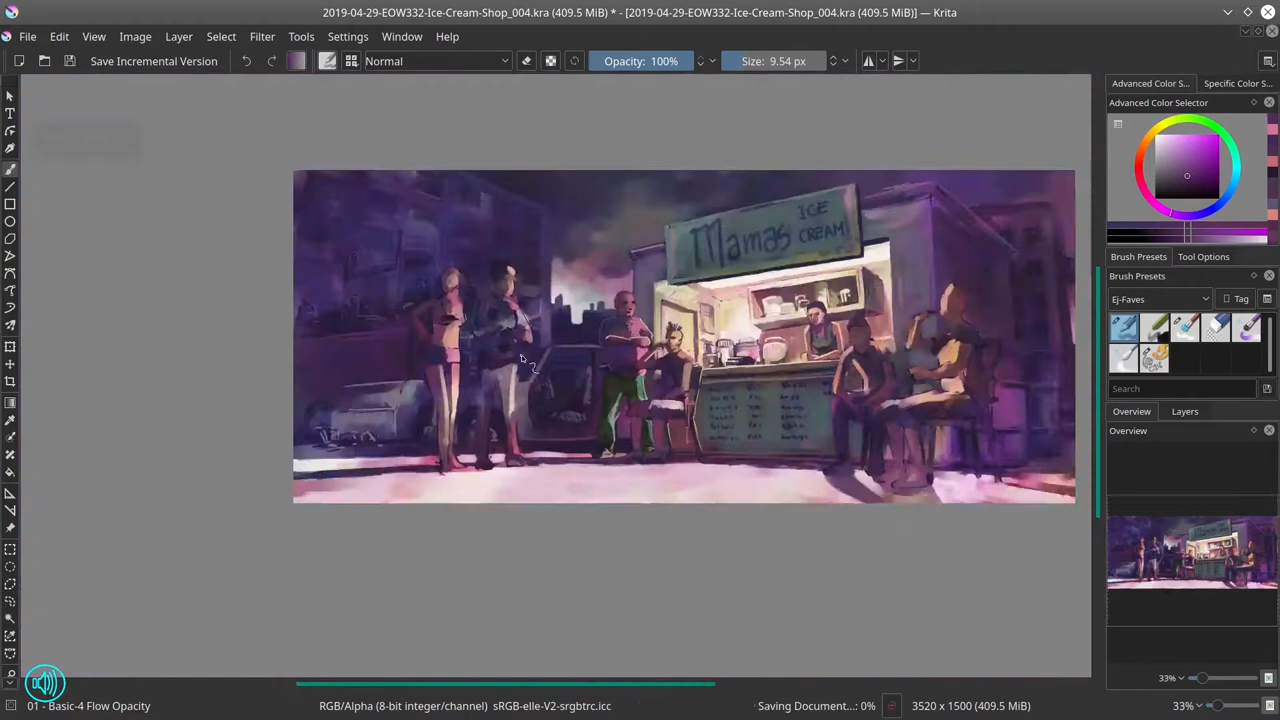 2019-04-29-EOW332-Ice-Cream-Shop_004.kra (409.5 MiB) * - [2019-04-29-EOW332-Ice-Cream-Shop_004.kra (409.5 MiB)] — Krita
File Edit View Image Layer Select Filter Tools Settings Window Help
Save Incremental Version Normal Opacity: 100% Size: 9.54 px
Advanced Color S... Specific Color S...
Advanced Color Selector
Brush Presets Tool Options
Brush Presets
Ej-Faves Tag
Search
Overview Layers
Overview
Mamas ICE CREAM
33%
01 - Basic-4 Flow Opacity RGB/Alpha (8-bit integer/channel) sRGB-elle-V2-srgbtrc.icc Saving Document...: 0% 3520 x 1500 (409.5 MiB) 33%